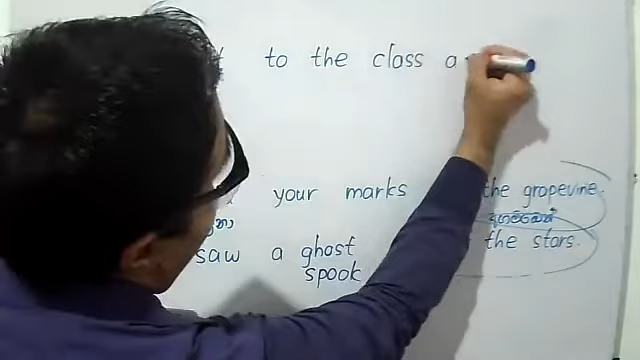 to the class a
your marks the grapevine.
saw a ghost the stars.
spook